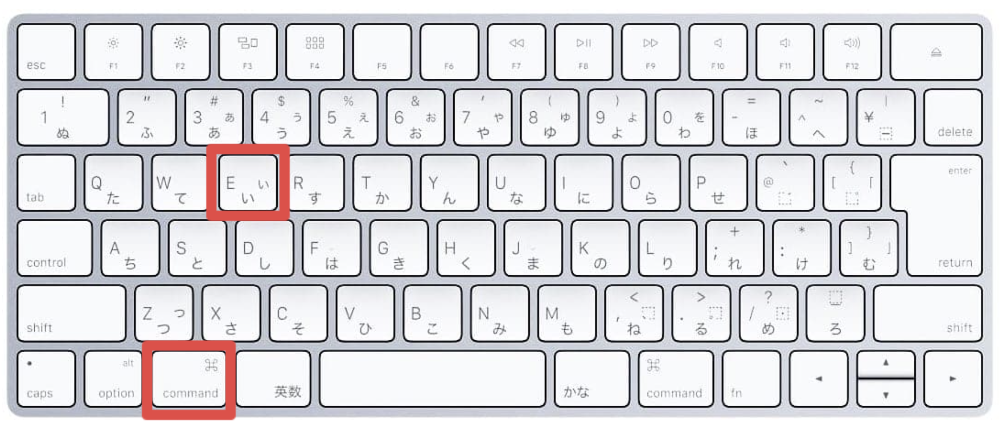 esc F1 F2 F3 F4 F5 F6 F7 F8 F9 F10 F11 F12
! " # $ % & ' ( ) = ~ |
1 2 3 あ 4 ぅ 5 ぇ 6 ぉ 7 ゃ 8 ゅ 9 ょ 0 を - ^ ¥
ぬ ふ あ う え お や ゆ よ わ ほ へ ー delete
` { enter
Q W E ぃ R T Y U I O P @ [ 「
tab た て い す か ん な に ら せ ゛ ゜
+ * }
A S D F G H J K L ; : ] 」
control ち と し は き く ま の り れ け む return
< > ? _
Z っ X C V B N M , 、 . 。 / ・
shift つ さ そ ひ こ み も ね る め ろ shift
• alt ⌘ ⌘ ▲
◀ ▶
caps option command 英数 かな command fn ▼